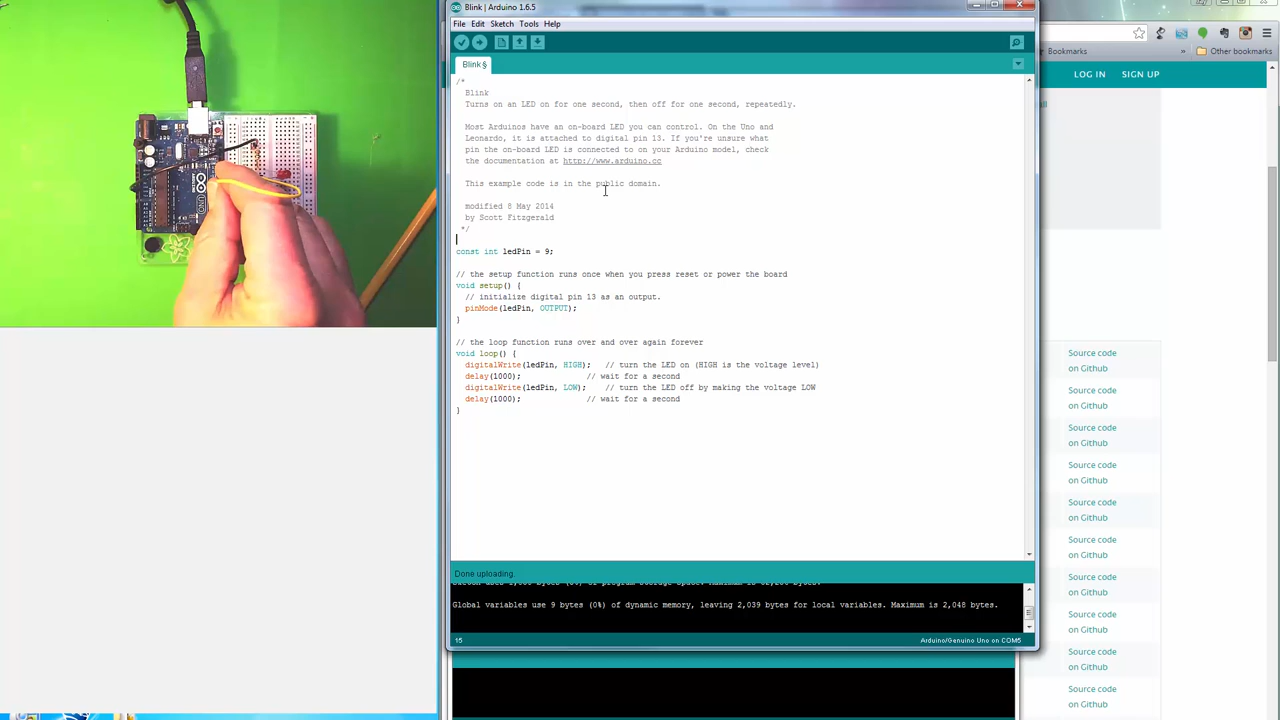 Blink | Arduino 1.6.5
File Edit Sketch Tools Help
Blink §
/*
Blink
Turns on an LED on for one second, then off for one second, repeatedly.
Most Arduinos have an on-board LED you can control. On the Uno and
Leonardo, it is attached to digital pin 13. If you're unsure what
pin the on-board LED is connected to on your Arduino model, check
the documentation at http://www.arduino.cc
This example code is in the public domain.
modified 8 May 2014
by Scott Fitzgerald
*/
const int ledPin = 9;
// the setup function runs once when you press reset or power the board
void setup() {
// initialize digital pin 13 as an output.
pinMode(ledPin, OUTPUT);
}
// the loop function runs over and over again forever
void loop() {
digitalWrite(ledPin, HIGH); // turn the LED on (HIGH is the voltage level)
delay(1000); // wait for a second
digitalWrite(ledPin, LOW); // turn the LED off by making the voltage LOW
delay(1000); // wait for a second
}
Done uploading.
Global variables use 9 bytes (0%) of dynamic memory, leaving 2,039 bytes for local variables. Maximum is 2,048 bytes.
15
Arduino/Genuino Uno on COM5
Bookmarks
» Other bookmarks
LOG IN SIGN UP
Source code
on Github
Source code
on Github
Source code
on Github
Source code
on Github
Source code
on Github
Source code
on Github
Source code
on Github
Source code
on Github
Source code
on Github
Source code
on Github
UNO